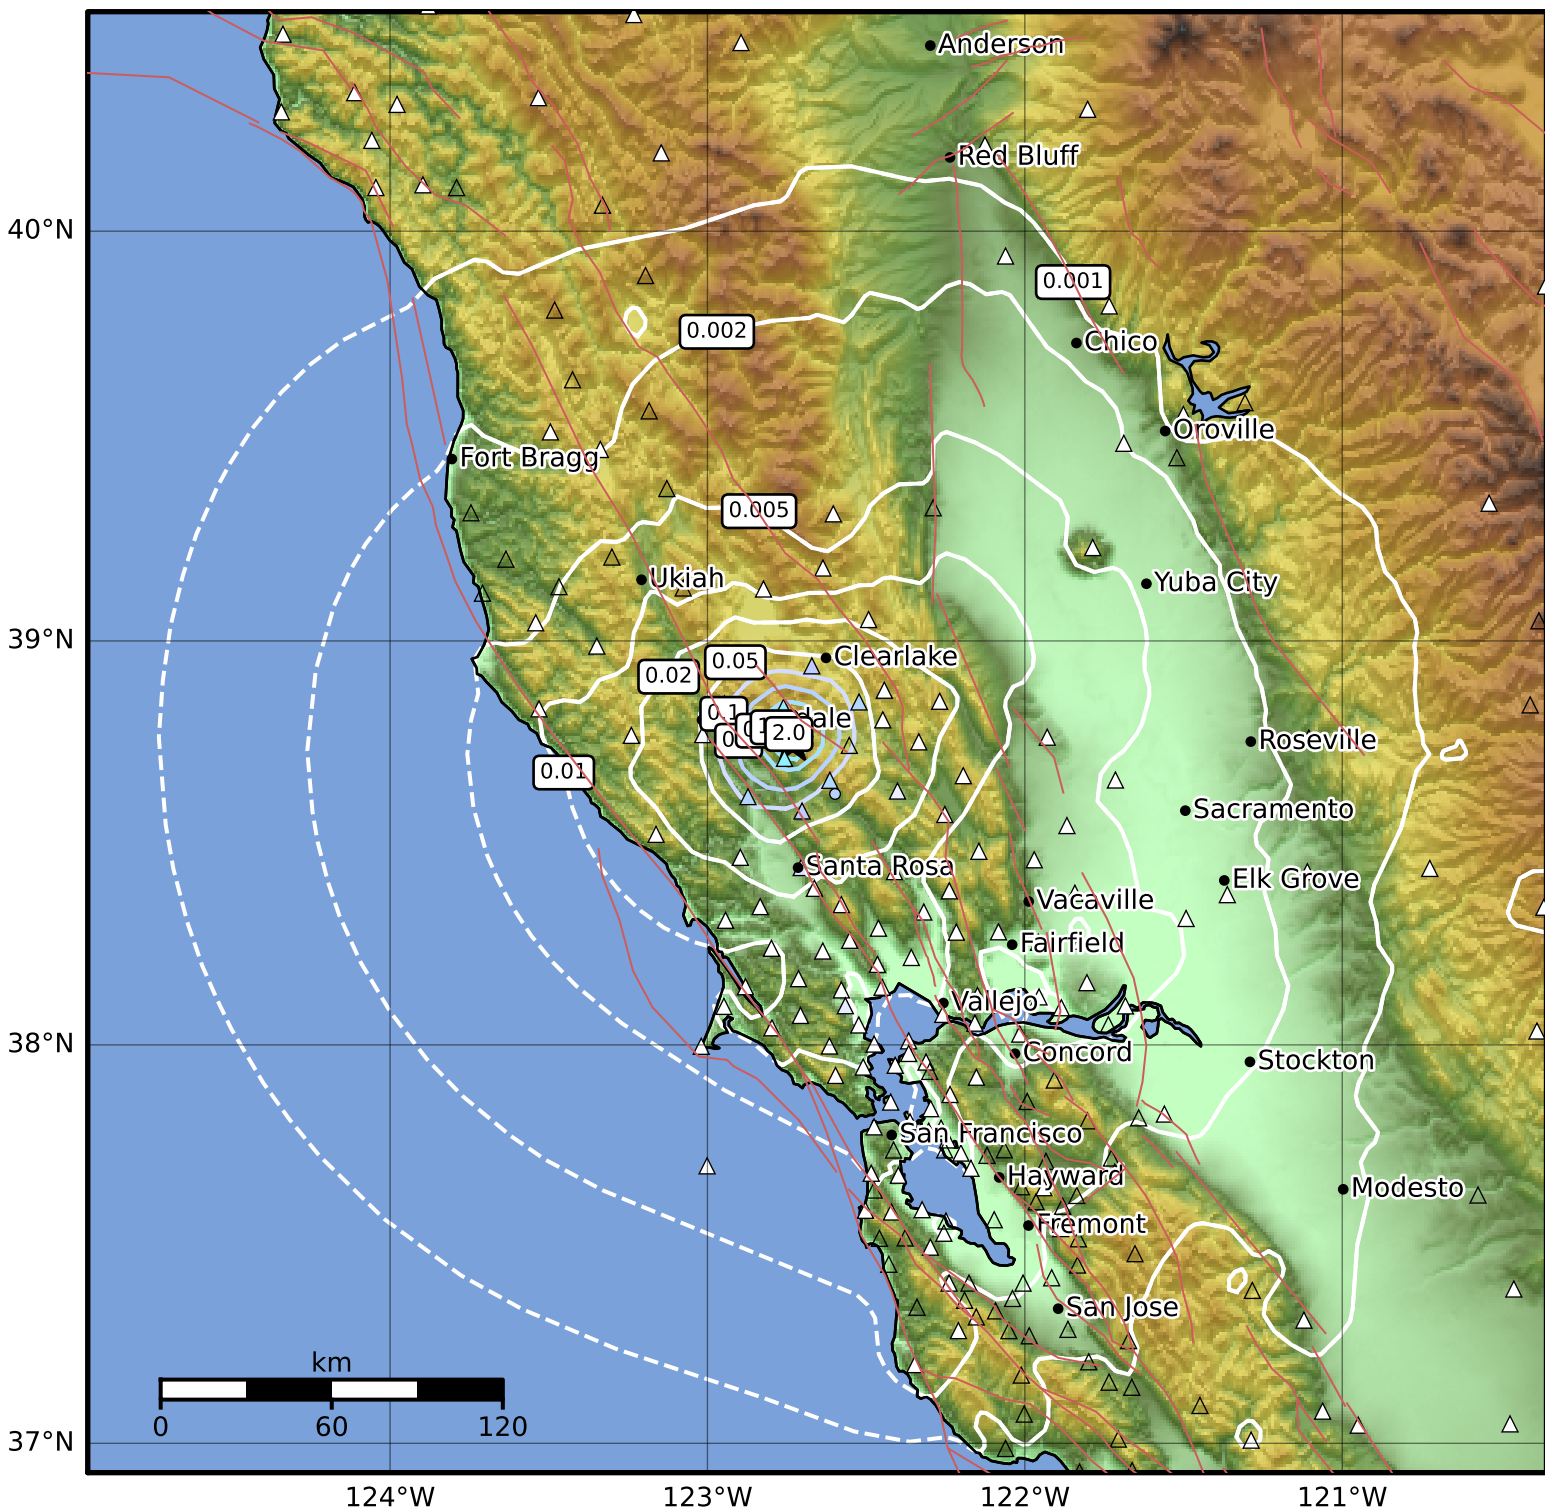 Anderson
Red Bluff
40°N
0.001
0.002
Chico
Oroville
Fort Bragg
0.005
Ukiah
Yuba City
39°N
Clearlake
0.05
0.02
0.1
dale
2.0
Roseville
0.01
Sacramento
Santa Rosa
Elk Grove
Vacaville
Fairfield
Vallejo
38°N
Concord
Stockton
San Francisco
Hayward
Modesto
Fremont
San Jose
km
0 60 120
37°N
124°W 123°W 122°W 121°W